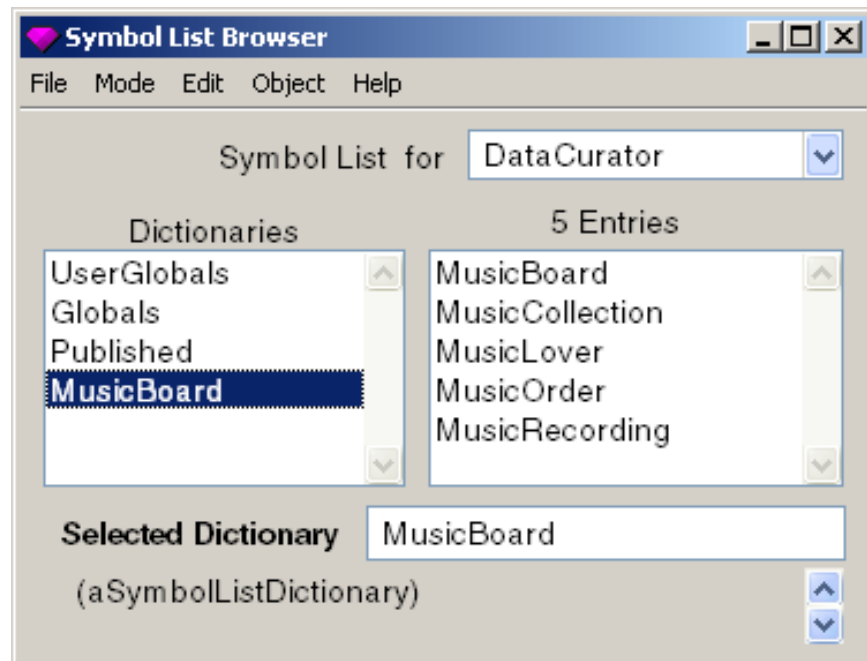 Symbol List Browser
File Mode Edit Object Help
Symbol List for DataCurator
Dictionaries
UserGlobals
Globals
Published
MusicBoard
5 Entries
MusicBoard
MusicCollection
MusicLover
MusicOrder
MusicRecording
Selected Dictionary MusicBoard
(aSymbolListDictionary)